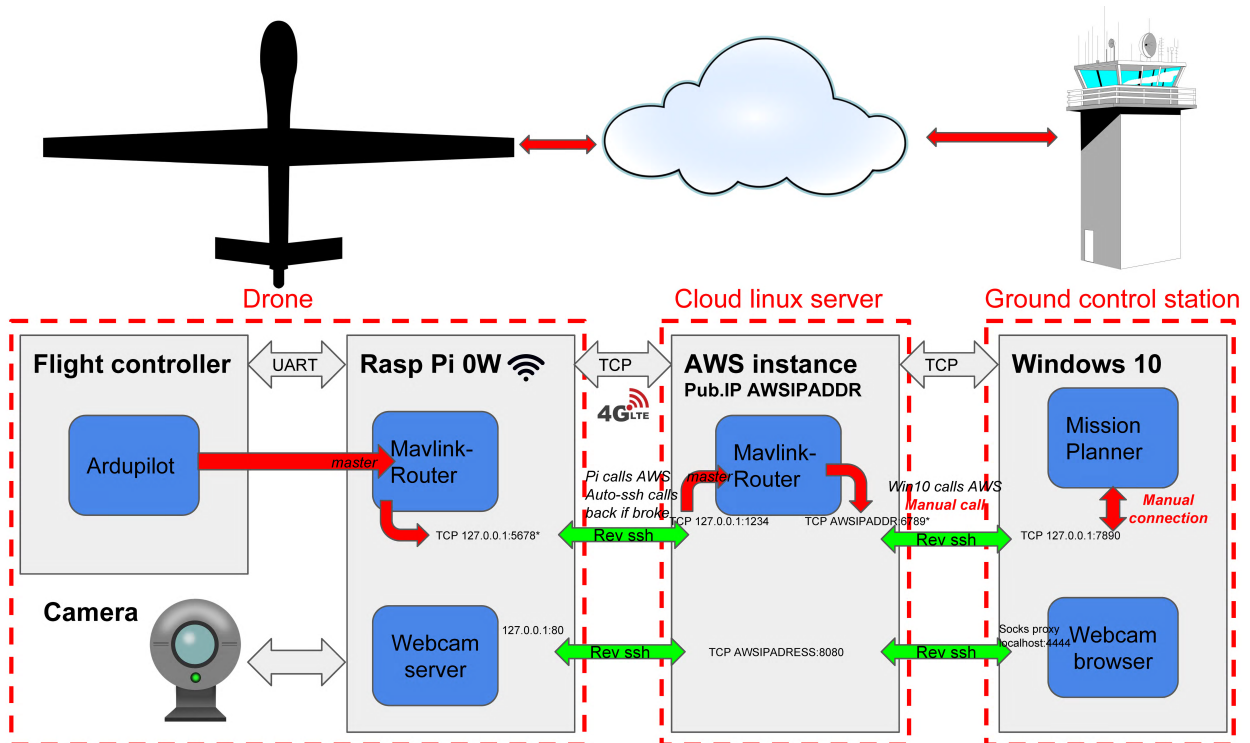 Drone
Cloud linux server
Ground control station
Flight controller
UART
Rasp Pi 0W
TCP
AWS instance
Pub.IP AWSIPADDR
TCP
Windows 10
4G LTE
Ardupilot
master
Mavlink-
Router
Pi calls AWS
Auto-ssh calls
back if broke
master
Mavlink-
Router
Win10 calls AWS
Manual call
Mission
Planner
Manual
connection
TCP 127.0.0.1:5678*
Rev ssh
TCP 127.0.0.1:1234
TCP AWSIPADDR:6789*
Rev ssh
TCP 127.0.0.1:7890
Camera
Webcam
server
127.0.0.1:80
Rev ssh
TCP AWSIPADRESS:8080
Rev ssh
Socks proxy
localhost:4444
Webcam
browser